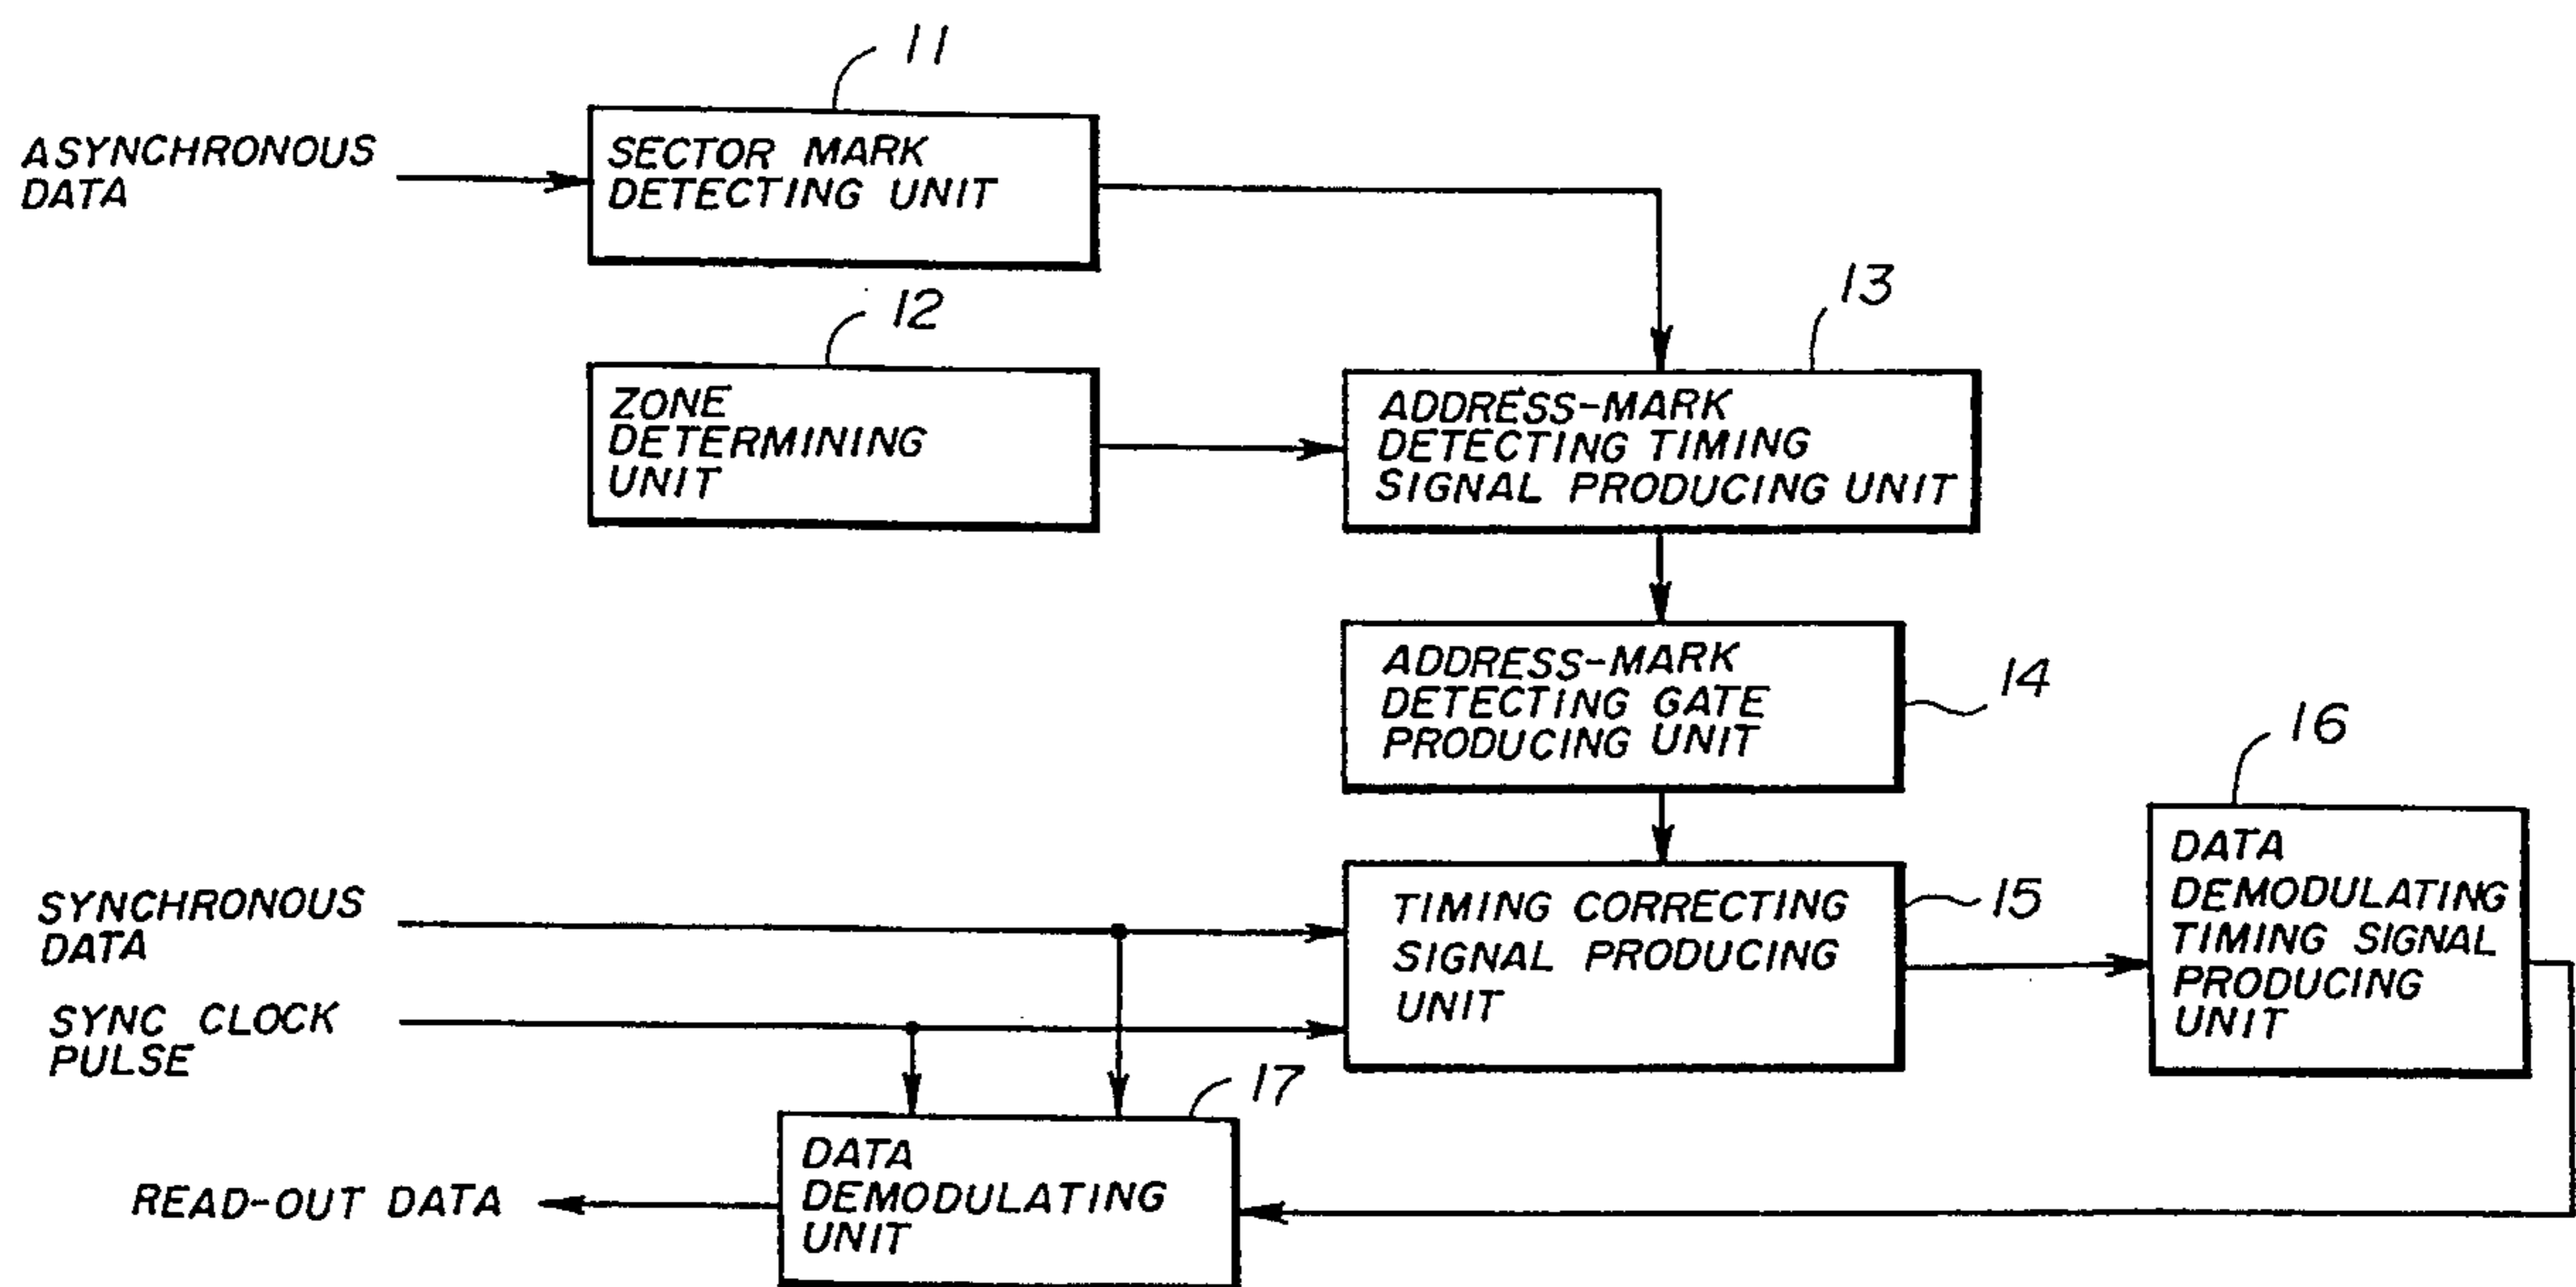 11
ASYNCHRONOUS
DATA
SECTOR MARK
DETECTING UNIT
12
ZONE
DETERMINING
UNIT
13
ADDRESS-MARK
DETECTING TIMING
SIGNAL PRODUCING UNIT
ADDRESS-MARK
DETECTING GATE
PRODUCING UNIT
14
SYNCHRONOUS
DATA
SYNC CLOCK
PULSE
TIMING CORRECTING
SIGNAL PRODUCING
UNIT
15
16
DATA
DEMODULATING
TIMING SIGNAL
PRODUCING
UNIT
17
DATA
DEMODULATING
UNIT
READ-OUT DATA